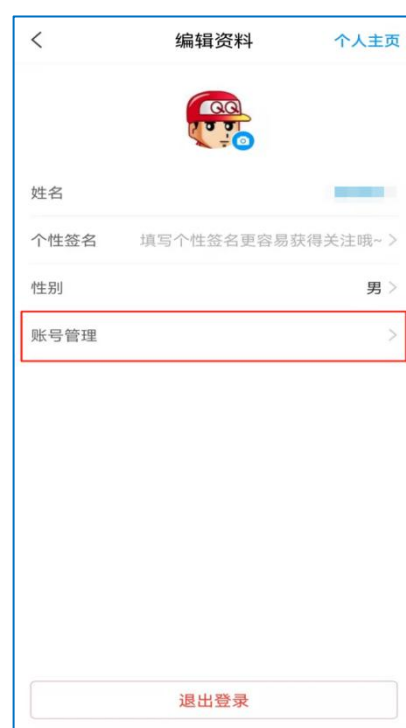 编辑资料 个人主页
QQ
姓名
个性签名 填写个性签名更容易获得关注哦~
性别 男
账号管理
退出登录